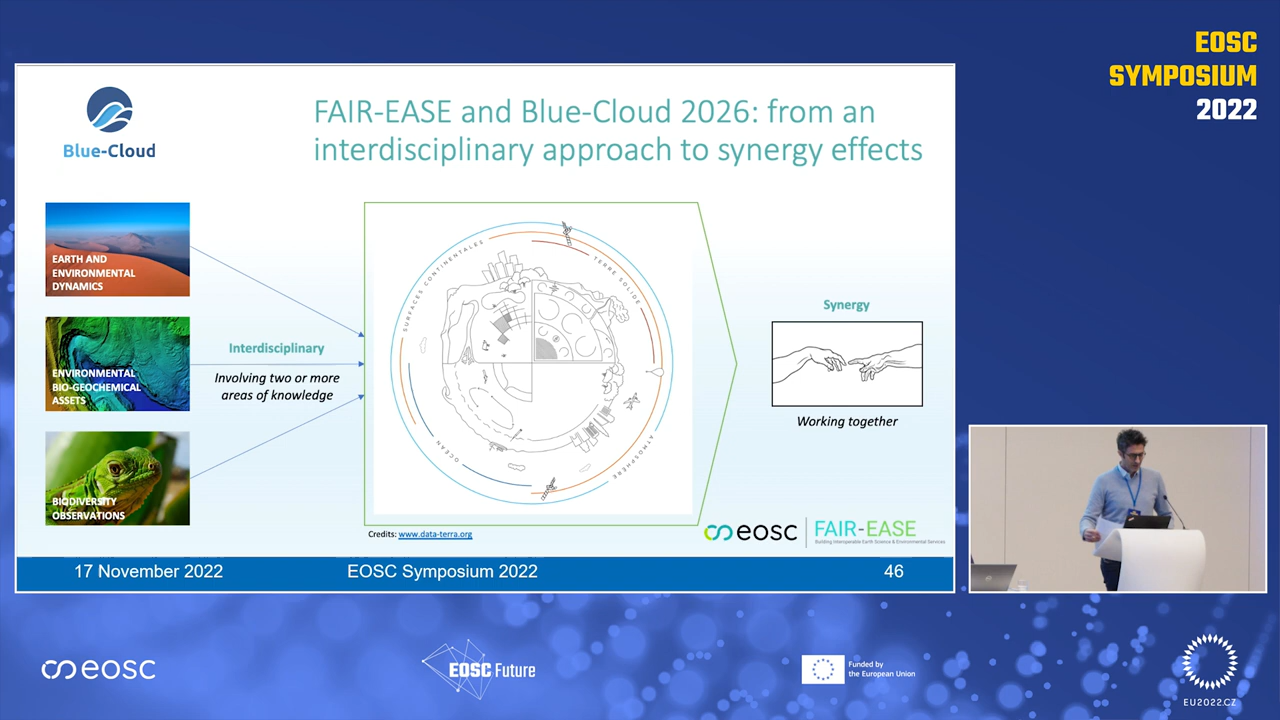 EOSC
SYMPOSIUM
2022
Blue-Cloud
FAIR-EASE and Blue-Cloud 2026: from an
interdisciplinary approach to synergy effects
EARTH AND
ENVIRONMENTAL
DYNAMICS
ENVIRONMENTAL
BIO-GEOCHEMICAL
ASSETS
BIODIVERSITY
OBSERVATIONS
Interdisciplinary
Involving two or more
areas of knowledge
SURFACES CONTINENTALES
TERRE SOLIDE
OCEAN
ATMOSPHERE
Synergy
Working together
Credits: www.data-terra.org
eosc
FAIR-EASE
Building Interoperable Earth Science & Environmental Services
17 November 2022
EOSC Symposium 2022
46
eosc
EOSC Future
Funded by
the European Union
EU2022.CZ